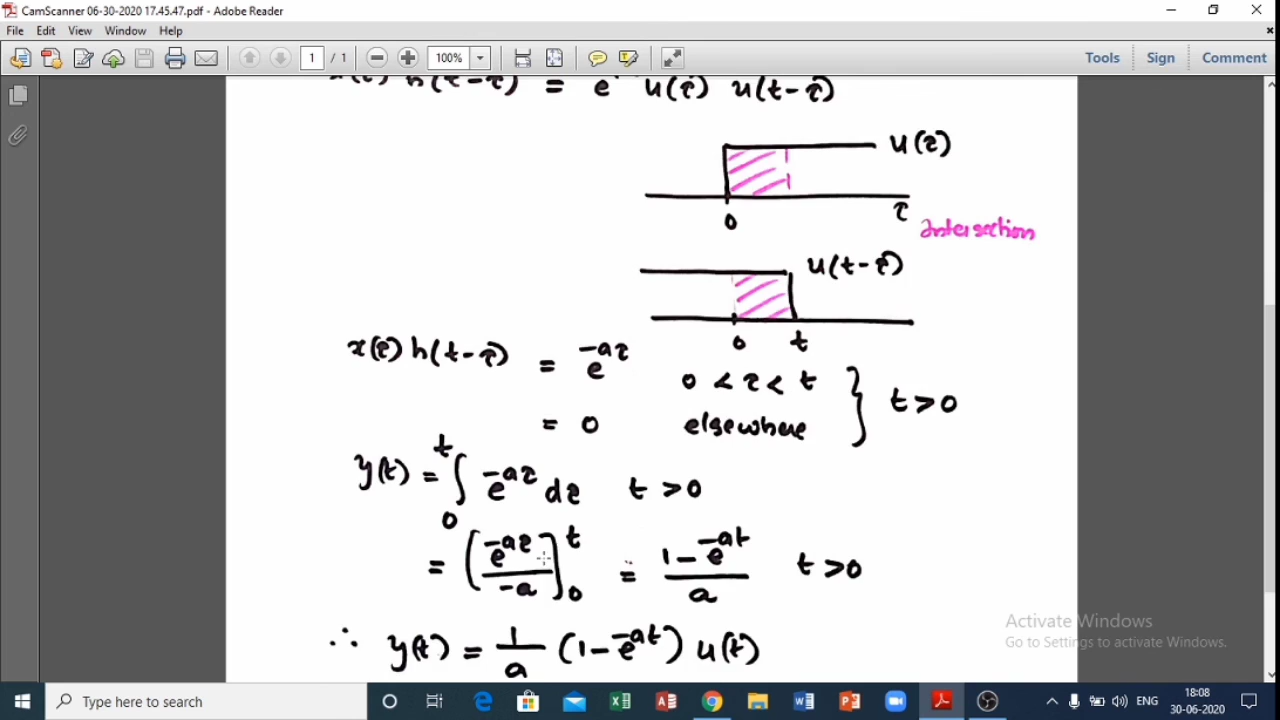 CamScanner 06-30-2020 17.45.47.pdf - Adobe Reader
File Edit View Window Help
1 / 1 100% Tools Sign Comment
h(t-τ) = e u(τ) u(t-τ)
u(τ)
0 τ
Intersection
u(t-τ)
0 t
x(τ) h(t-τ) = e^{-aτ} 0 < τ < t
= 0 elsewhere } t > 0
y(t) = ∫_0^t e^{-aτ} dτ t > 0
= [e^{-aτ}/-a]_0^t = (1-e^{-at})/a t > 0
∴ y(t) = 1/a (1-e^{-at}) u(t)
Activate Windows
Go to Settings to activate Windows.
Type here to search
ENG 18:08
30-06-2020